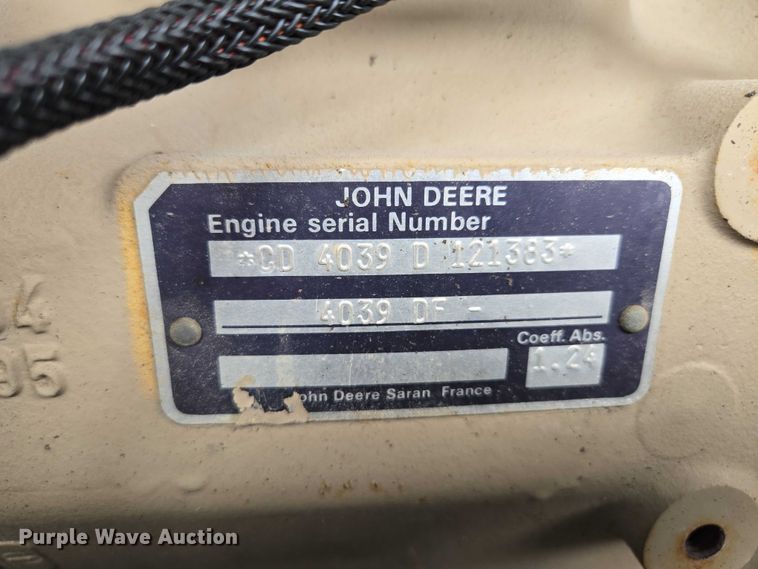 JOHN DEERE
Engine serial Number
*CD 4039 D 121383*
4039 DF -
Coeff. Abs.
1.24
John Deere Saran France
95
Purple Wave Auction